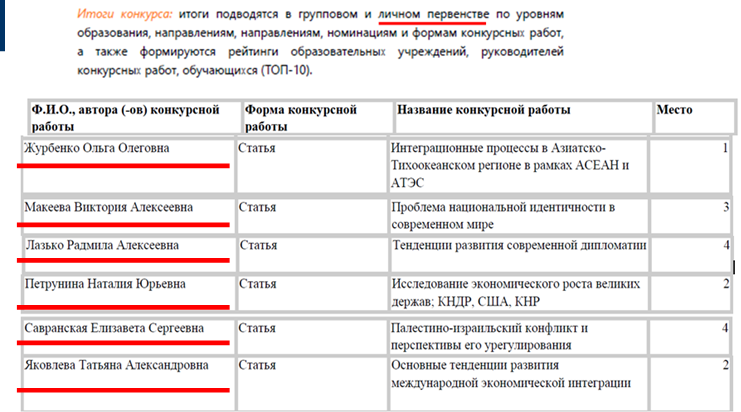 Итоги конкурса: итоги подводятся в групповом и личном первенстве по уровням
образования, направлениям, направлениям, номинациям и формам конкурсных работ,
а также формируются рейтинги образовательных учреждений, руководителей
конкурсных работ, обучающихся (ТОП-10).
Ф.И.О., автора (-ов) конкурсной работы Форма конкурсной работы Название конкурсной работы Место
Журбенко Ольга Олеговна Статья Интеграционные процессы в Азиатско- 1
Тихоокеанском регионе в рамках АСЕАН и
АТЭС
Макеева Виктория Алексеевна Статья Проблема национальной идентичности в 3
современном мире
Лазько Радмила Алексеевна Статья Тенденции развития современной дипломатии 4
Петрунина Наталия Юрьевна Статья Исследование экономического роста великих 2
держав; КНДР, США, КНР
Савранская Елизавета Сергеевна Статья Палестино-израильский конфликт и 4
перспективы его урегулирования
Яковлева Татьяна Александровна Статья Основные тенденции развития 2
международной экономической интеграции